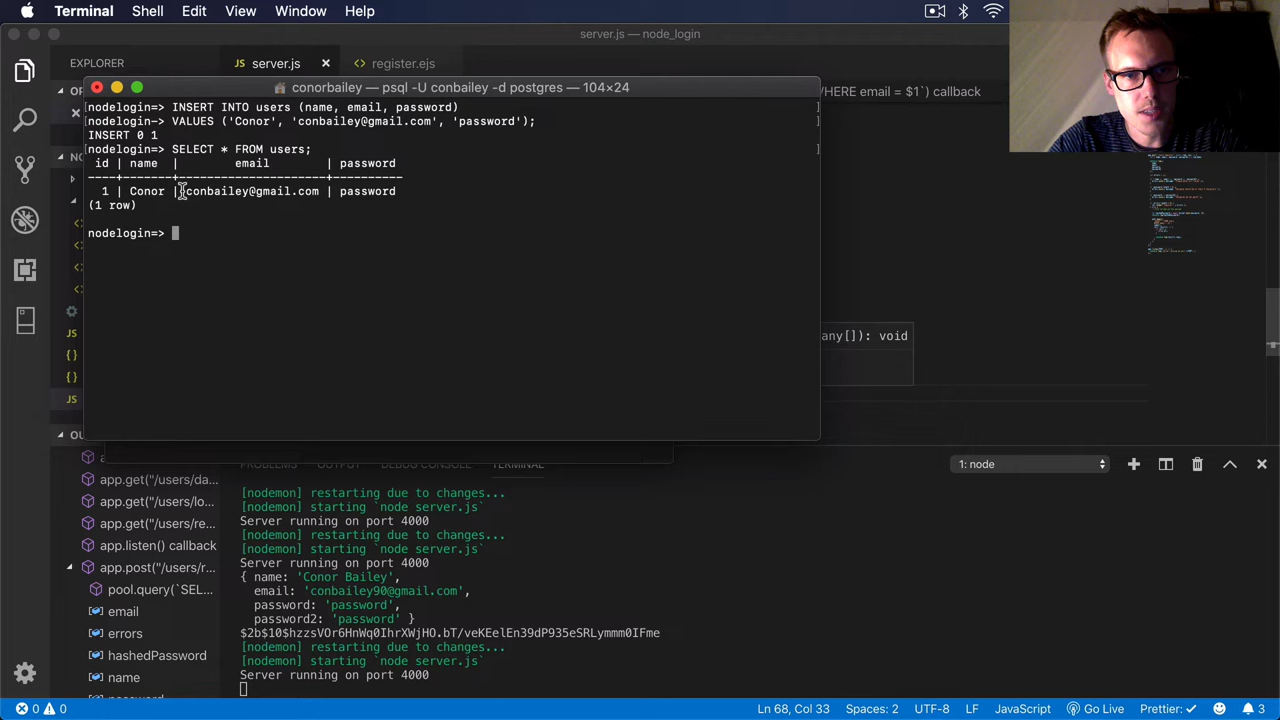 Terminal Shell Edit View Window Help
server.js — node_login
EXPLORER
JS server.js
<> register.ejs
conorbailey — psql -U conbailey -d postgres — 104×24
WHERE email = $1`) callback
[nodelogin=> INSERT INTO users (name, email, password) ]
[nodelogin=> VALUES ('Conor', 'conbailey@gmail.com', 'password'); ]
INSERT 0 1
[nodelogin=> SELECT * FROM users; ]
id | name | email | password
----+-------+---------------------+----------
1 | Conor | conbailey@gmail.com | password
(1 row)
nodelogin=>
any[]): void
OU
PROBLEMS OUTPUT DEBUG CONSOLE TERMINAL
1: node
app.get("/users/da...
app.get("/users/lo...
app.get("/users/re...
app.listen() callback
app.post("/users/r...
pool.query(`SEL...
email
errors
hashedPassword
name
password
[nodemon] restarting due to changes...
[nodemon] starting `node server.js`
Server running on port 4000
[nodemon] restarting due to changes...
[nodemon] starting `node server.js`
Server running on port 4000
{ name: 'Conor Bailey',
email: 'conbailey90@gmail.com',
password: 'password',
password2: 'password' }
$2b$10$hzzsVOr6HnWq0IhrXWjHO.bT/veKEelEn39dP935eSRLymmm0IFme
[nodemon] restarting due to changes...
[nodemon] starting `node server.js`
Server running on port 4000
0 0
Ln 68, Col 33 Spaces: 2 UTF-8 LF JavaScript Go Live Prettier: ✓ 3